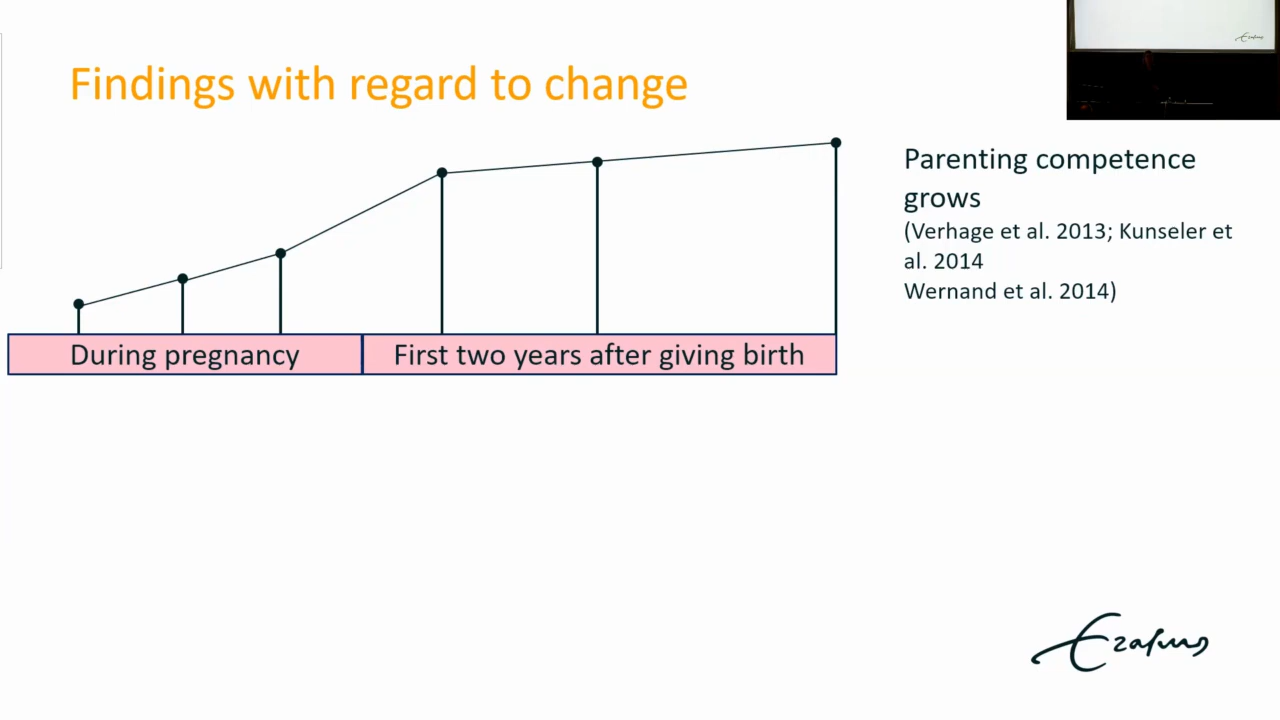 Findings with regard to change
Parenting competence
grows
(Verhage et al. 2013; Kunseler et
al. 2014
Wernand et al. 2014)
During pregnancy
First two years after giving birth
Erasmus